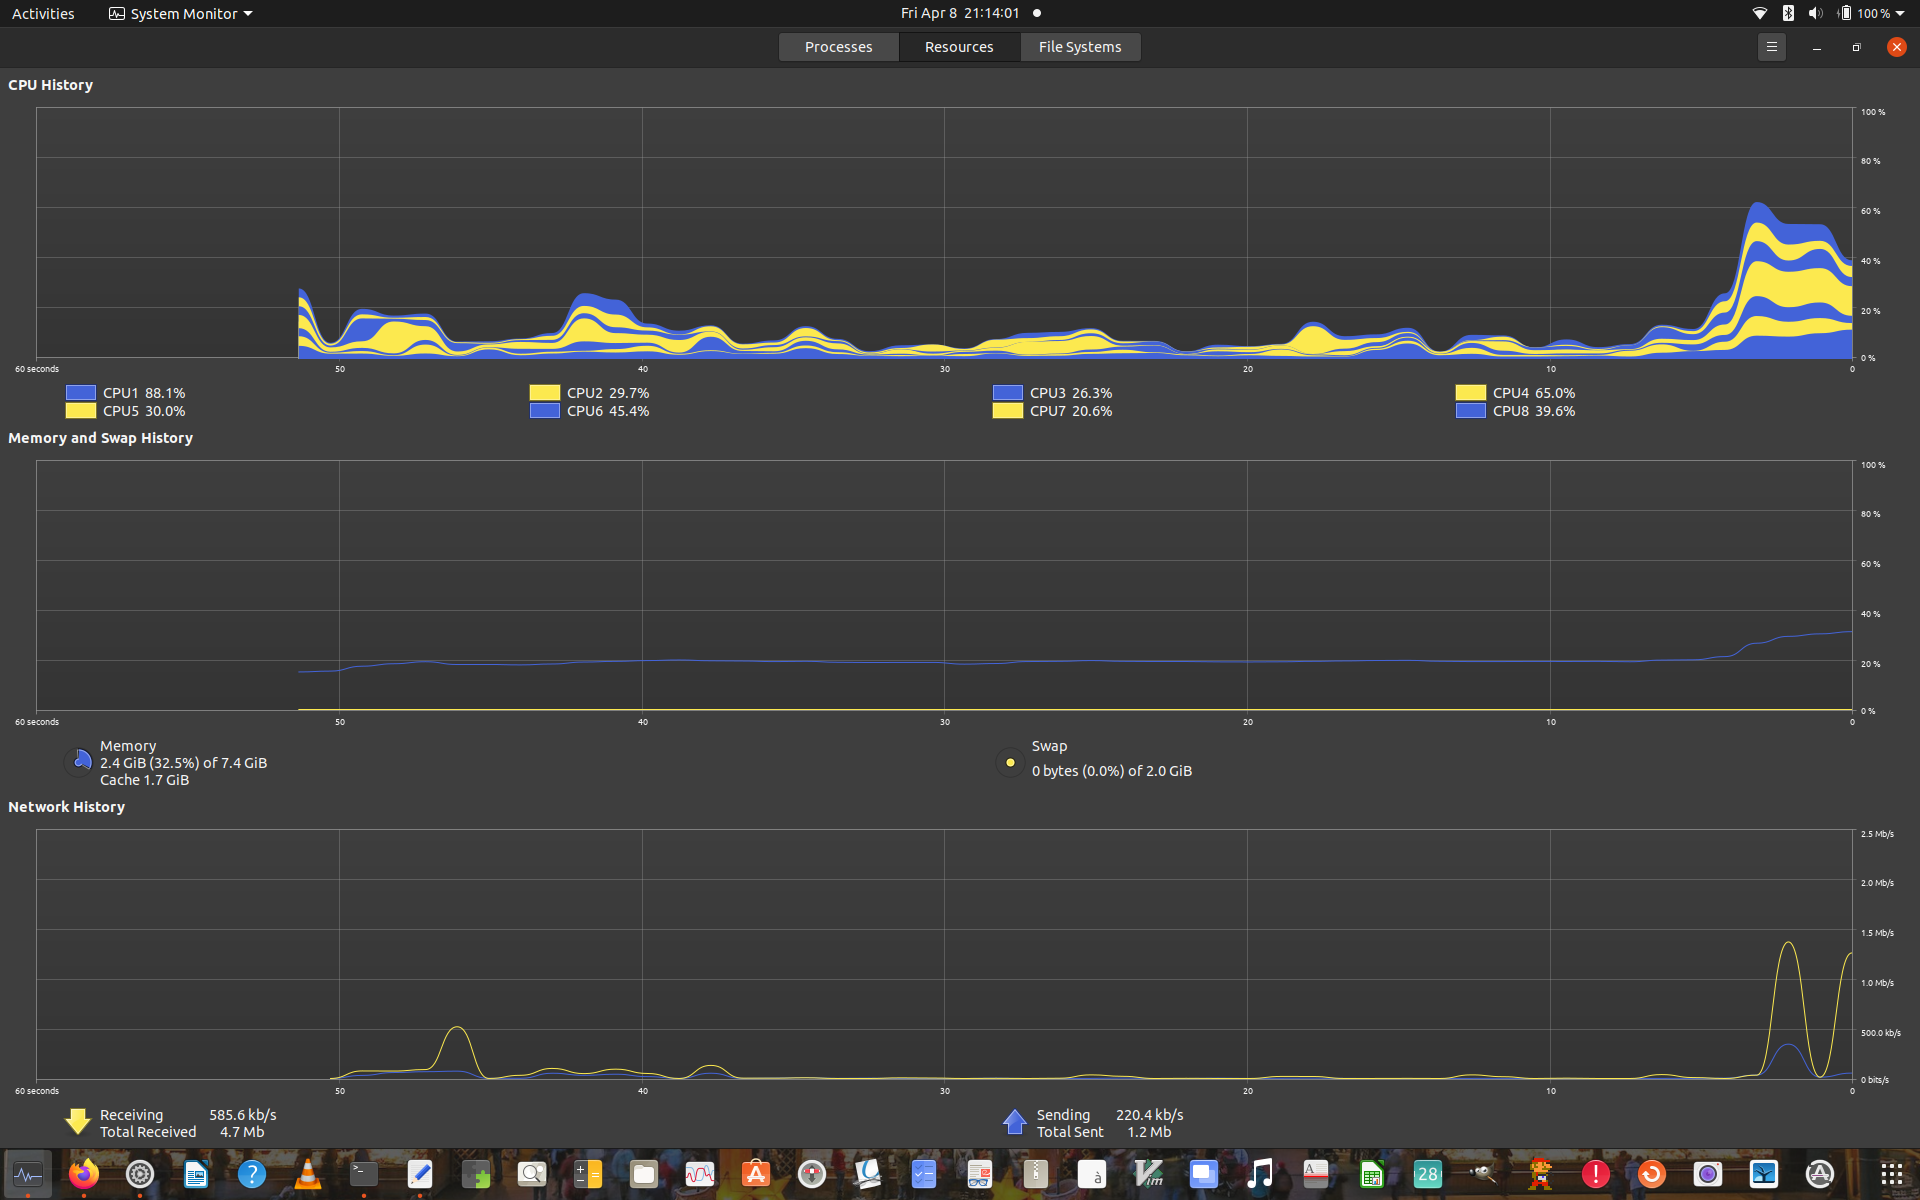 Activities System Monitor Fri Apr 8 21:14:01 100 %
Processes Resources File Systems
CPU History
100 %
80 %
60 %
40 %
20 %
0 %
60 seconds 50 40 30 20 10 0
CPU1 88.1% CPU2 29.7% CPU3 26.3% CPU4 65.0%
CPU5 30.0% CPU6 45.4% CPU7 20.6% CPU8 39.6%
Memory and Swap History
100 %
80 %
60 %
40 %
20 %
0 %
60 seconds 50 40 30 20 10 0
Memory
2.4 GiB (32.5%) of 7.4 GiB
Cache 1.7 GiB
Swap
0 bytes (0.0%) of 2.0 GiB
Network History
2.5 Mb/s
2.0 Mb/s
1.5 Mb/s
1.0 Mb/s
500.0 kb/s
0 bits/s
60 seconds 50 40 30 20 10 0
Receiving 585.6 kb/s
Total Received 4.7 Mb
Sending 220.4 kb/s
Total Sent 1.2 Mb
? >_ à Vim A 28 !